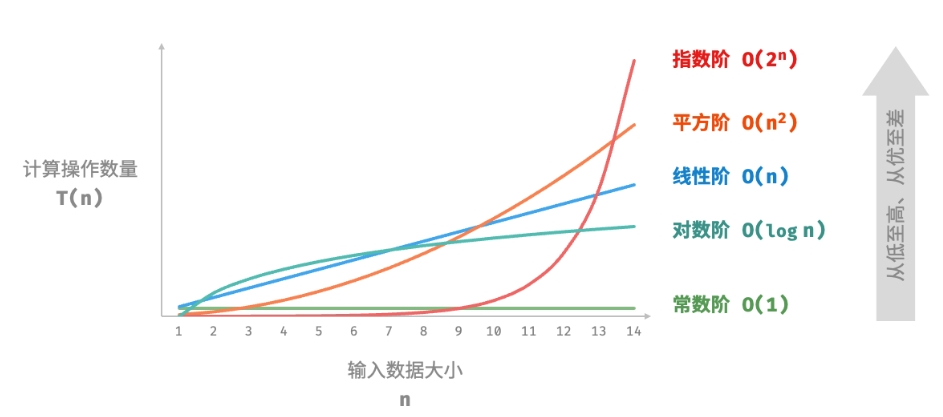 指数阶 O(2ⁿ)
平方阶 O(n²)
计算操作数量
T(n)
线性阶 O(n)
对数阶 O(log n)
常数阶 O(1)
从低至高、从优至差
1 2 3 4 5 6 7 8 9 10 11 12 13 14
输入数据大小
n